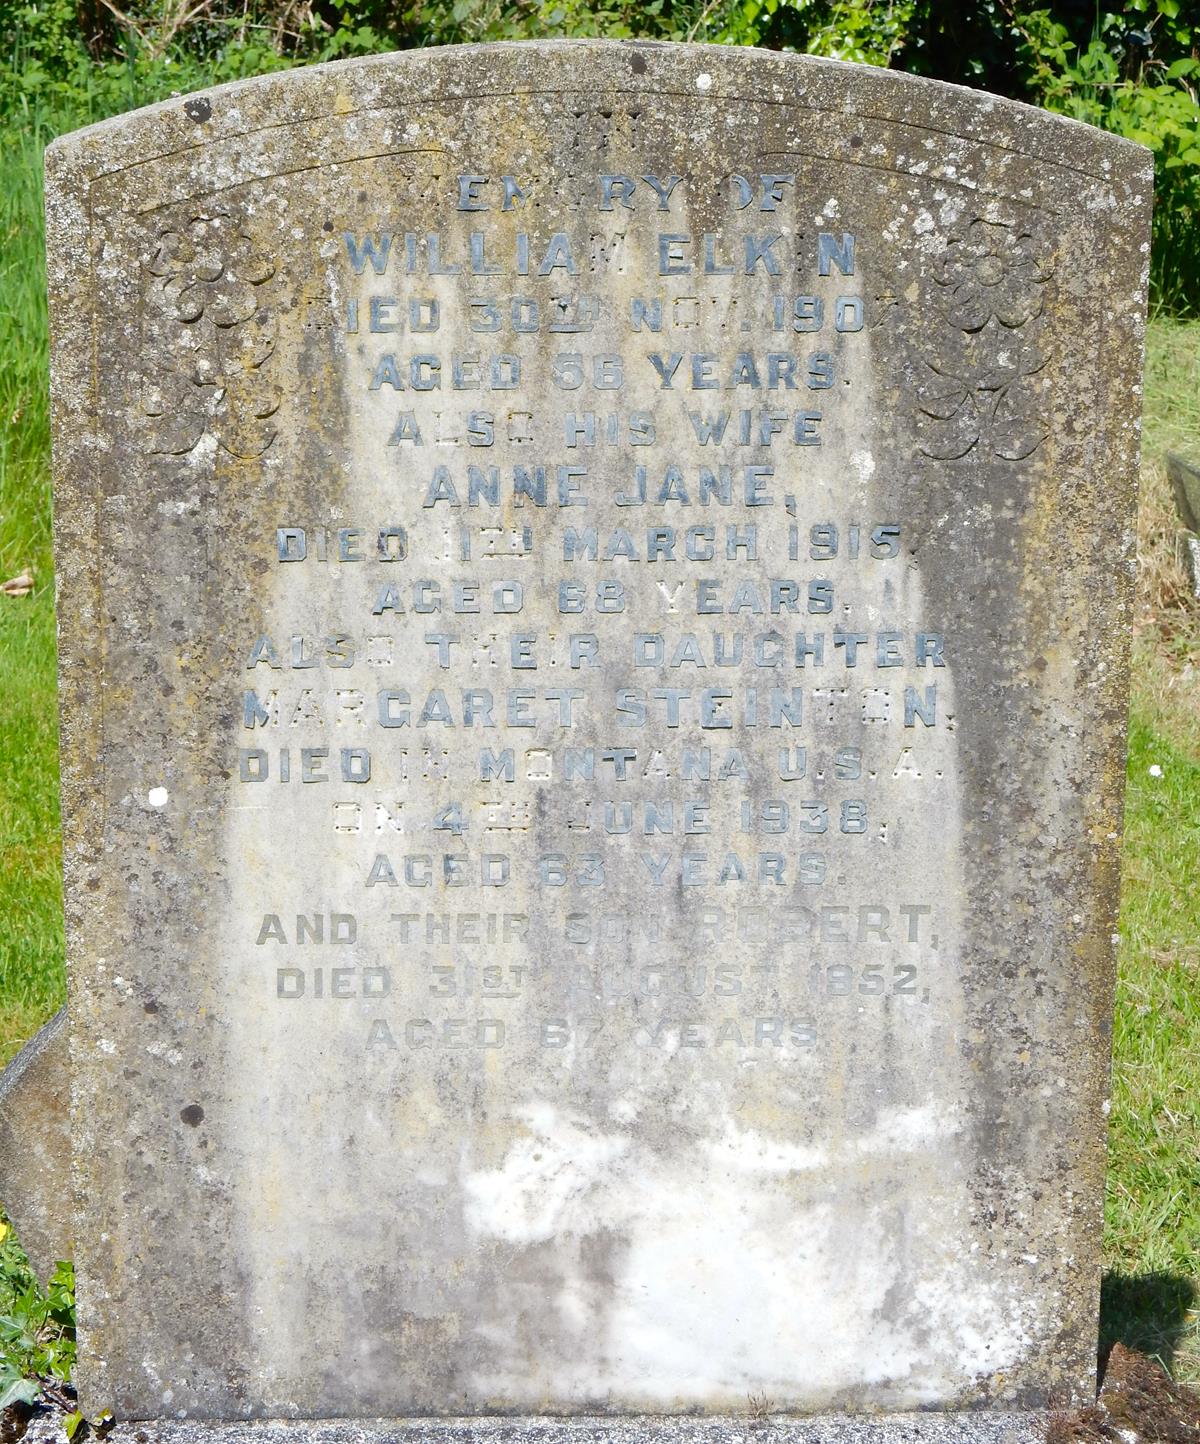 IN
MEMORY OF
WILLIAM ELKIN
DIED 30TH NOV. 1907
AGED 56 YEARS.
ALSO HIS WIFE
ANNE JANE,
DIED 11TH MARCH 1915,
AGED 68 YEARS.
ALSO THEIR DAUGHTER
MARGARET STEINTON,
DIED IN MONTANA U.S.A.
ON 4TH JUNE 1938,
AGED 63 YEARS.
AND THEIR SON ROBERT,
DIED 31ST AUGUST 1952,
AGED 67 YEARS.